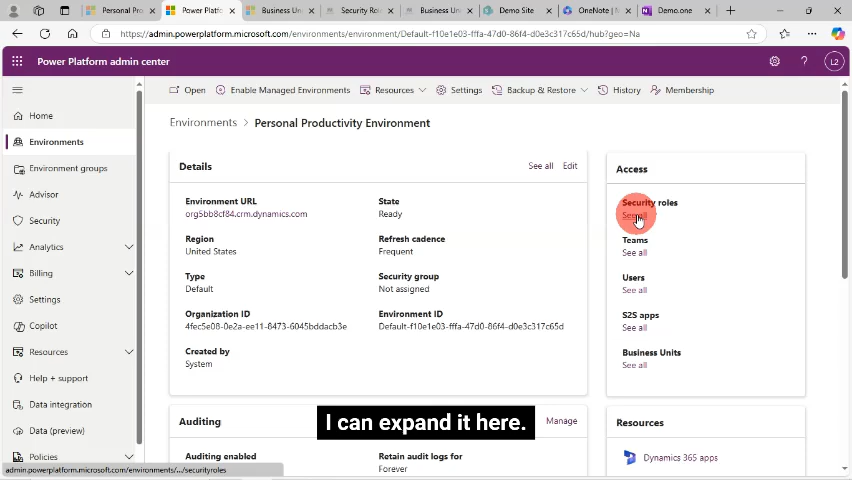 Personal Pro
Power Platfo
Business Un
Security Ro
Business Un
Demo Site
OneNote | M
Demo.one
https://admin.powerplatform.microsoft.com/environments/environment/Default-f10e1e03-fffa-47d0-86f4-d0e3c317c65d/hub?geo=Na
Power Platform admin center
L2
Home
Environments
Environment groups
Advisor
Security
Analytics
Billing
Settings
Copilot
Resources
Help + support
Data integration
Data (preview)
Policies
Open
Enable Managed Environments
Resources
Settings
Backup & Restore
History
Membership
Environments > Personal Productivity Environment
Details
See all
Edit
Environment URL
org5bb8cf84.crm.dynamics.com
State
Ready
Region
United States
Refresh cadence
Frequent
Type
Default
Security group
Not assigned
Organization ID
4fec5e08-0e2a-ee11-8473-6045bddacb3e
Environment ID
Default-f10e1e03-fffa-47d0-86f4-d0e3c317c65d
Created by
System
Access
Security roles
See all
Teams
See all
Users
See all
S2S apps
See all
Business Units
See all
Auditing
Manage
Auditing enabled
Retain audit logs for
Forever
Resources
Dynamics 365 apps
I can expand it here.
admin.powerplatform.microsoft.com/environments/.../securityroles